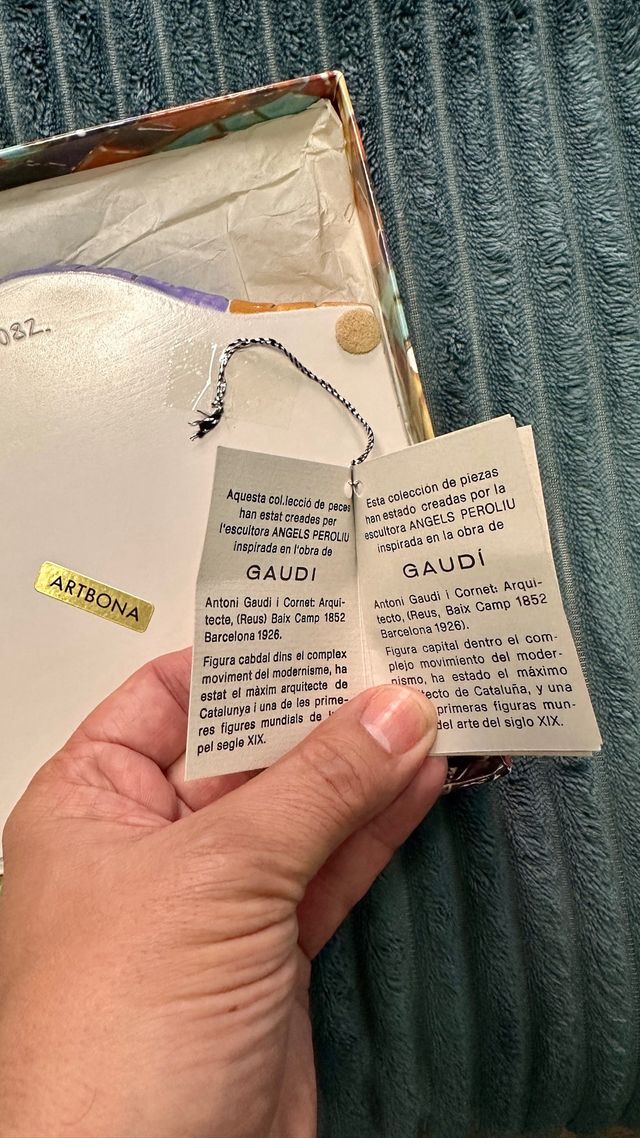 082.
ARTBONA
Aquesta col.lecció de peces
han estat creades per
l'escultora ANGELS PEROLIU
inspirada en l'obra de
GAUDI
Antoni Gaudi i Cornet: Arqui-
tecte, (Reus) Baix Camp 1852
Barcelona 1926.
Figura cabdal dins el complex
moviment del modernisme, ha
estat el màxim arquitecte de
Catalunya i una de les prime-
res figures mundials de
pel segle XIX.
Esta colección de piezas
han estado creadas por la
escultora ANGELS PEROLIU
inspirada en la obra de
GAUDÍ
Antoni Gaudi i Cornet: Arqui-
tecto, (Reus, Baix Camp 1852
Barcelona 1926).
Figura capital dentro el com-
plejo movimiento del moder-
nismo, ha estado el máximo
tecto de Cataluña, y una
primeras figuras mun-
del arte del siglo XIX.